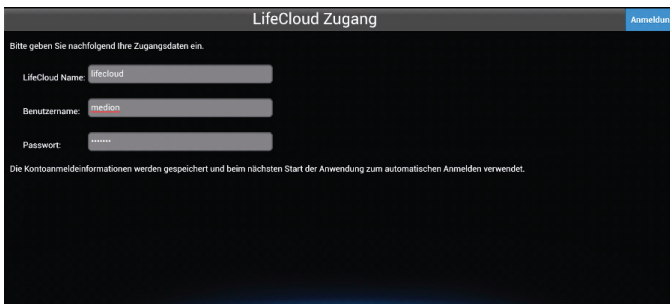 LifeCloud Zugang
Anmeldun
Bitte geben Sie nachfolgend Ihre Zugangsdaten ein.
LifeCloud Name: lifecloud
Benutzername: medion
Passwort: •••••••
Die Kontoanmeldeinformationen werden gespeichert und beim nächsten Start der Anwendung zum automatischen Anmelden verwendet.